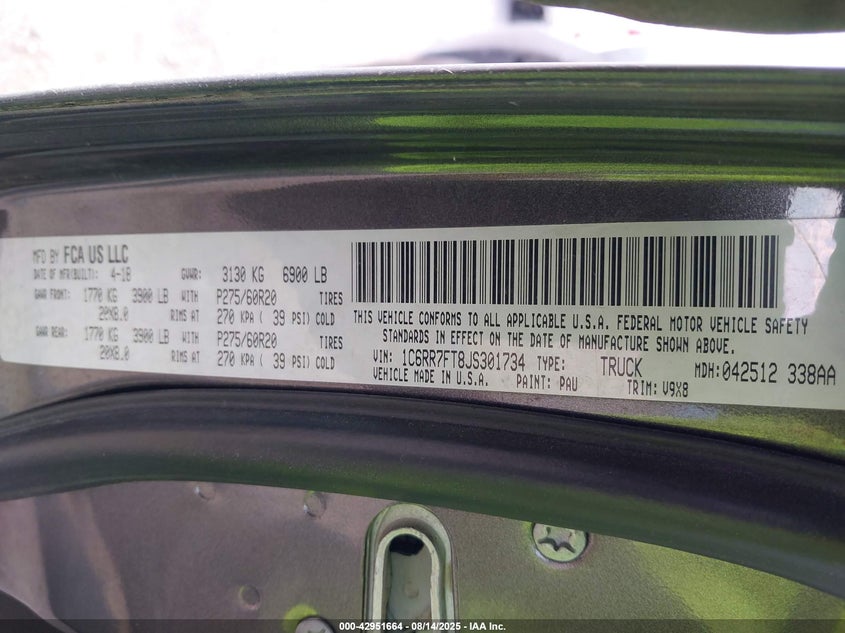 MFD BY FCA US LLC
DATE OF MFR(BUILT): 4-18 GVWR: 3130 KG 6900 LB
GAWR FRONT: 1770 KG 3900 LB WITH P275/60R20 TIRES
20X8.0 RIMS AT 270 KPA ( 39 PSI) COLD
GAWR REAR: 1770 KG 3900 LB WITH P275/60R20 TIRES
20X8.0 RIMS AT 270 KPA ( 39 PSI) COLD
THIS VEHICLE CONFORMS TO ALL APPLICABLE U.S.A. FEDERAL MOTOR VEHICLE SAFETY
STANDARDS IN EFFECT ON THE DATE OF MANUFACTURE SHOWN ABOVE.
VIN: 1C6RR7FT8JS301734 TYPE: TRUCK MDH:042512 338AA
VEHICLE MADE IN U.S.A. PAINT: PAU TRIM: V9X8
000-42951664 - 08/14/2025 - IAA Inc.